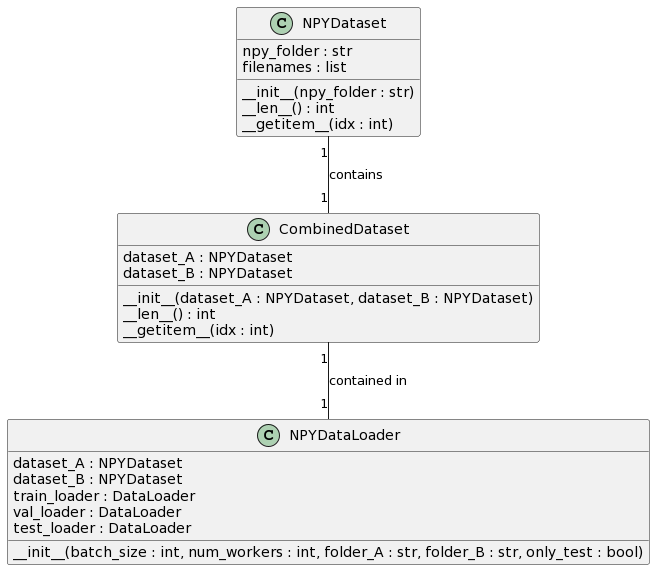 C NPYDataset
npy_folder : str
filenames : list
__init__(npy_folder : str)
__len__() : int
__getitem__(idx : int)
1
contains
1
C CombinedDataset
dataset_A : NPYDataset
dataset_B : NPYDataset
__init__(dataset_A : NPYDataset, dataset_B : NPYDataset)
__len__() : int
__getitem__(idx : int)
1
contained in
1
C NPYDataLoader
dataset_A : NPYDataset
dataset_B : NPYDataset
train_loader : DataLoader
val_loader : DataLoader
test_loader : DataLoader
__init__(batch_size : int, num_workers : int, folder_A : str, folder_B : str, only_test : bool)